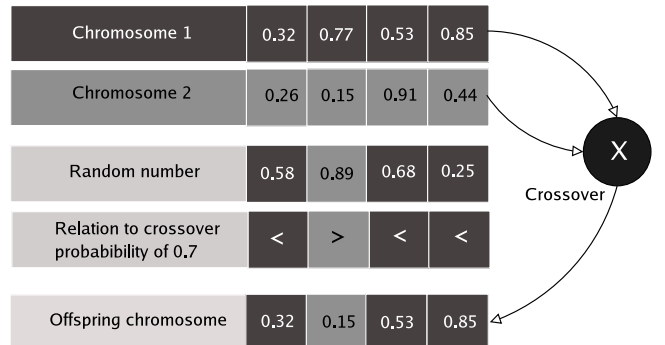 Chromosome 1 0.32 0.77 0.53 0.85
Chromosome 2 0.26 0.15 0.91 0.44
X
Random number 0.58 0.89 0.68 0.25
Crossover
Relation to crossover
probability of 0.7 < > < <
Offspring chromosome 0.32 0.15 0.53 0.85